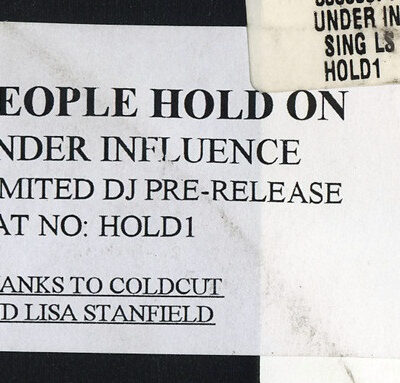 UNDER IN
SING LS
HOLD1
EOPLE HOLD ON
NDER INFLUENCE
MITED DJ PRE-RELEASE
AT NO: HOLD1
ANKS TO COLDCUT
D LISA STANFIELD